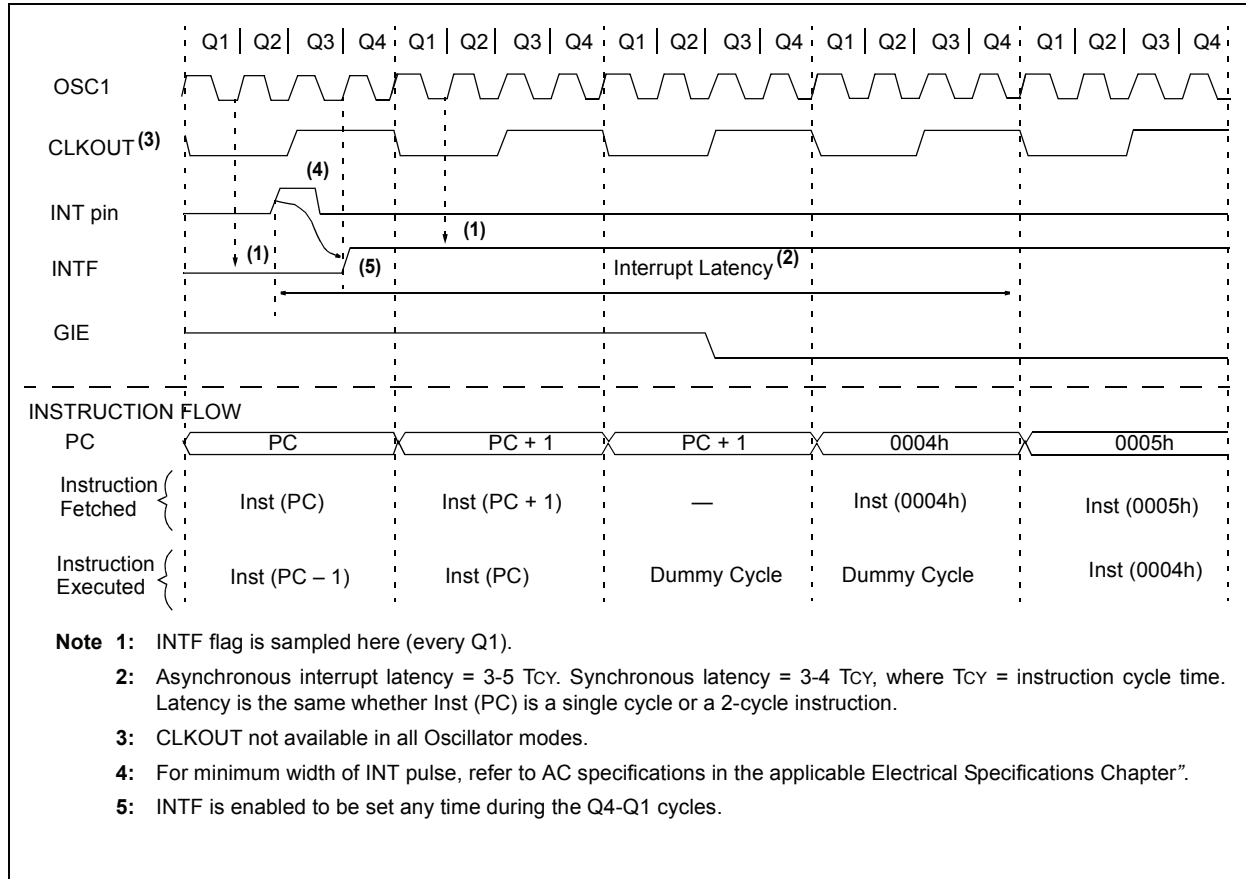 Q1 | Q2 | Q3 | Q4 Q1 | Q2 | Q3 | Q4 Q1 | Q2 | Q3 | Q4 Q1 | Q2 | Q3 | Q4 Q1 | Q2 | Q3 | Q4
OSC1
CLKOUT (3)
(4)
INT pin
(1)
(1)
INTF
(5)
Interrupt Latency (2)
GIE
INSTRUCTION FLOW
PC PC PC + 1 PC + 1 0004h 0005h
Instruction
Fetched
Inst (PC) Inst (PC + 1) — Inst (0004h) Inst (0005h)
Instruction
Executed
Inst (PC – 1) Inst (PC) Dummy Cycle Dummy Cycle Inst (0004h)
Note 1: INTF flag is sampled here (every Q1).
2: Asynchronous interrupt latency = 3-5 TCY. Synchronous latency = 3-4 TCY, where TCY = instruction cycle time.
Latency is the same whether Inst (PC) is a single cycle or a 2-cycle instruction.
3: CLKOUT not available in all Oscillator modes.
4: For minimum width of INT pulse, refer to AC specifications in the applicable Electrical Specifications Chapter”.
5: INTF is enabled to be set any time during the Q4-Q1 cycles.